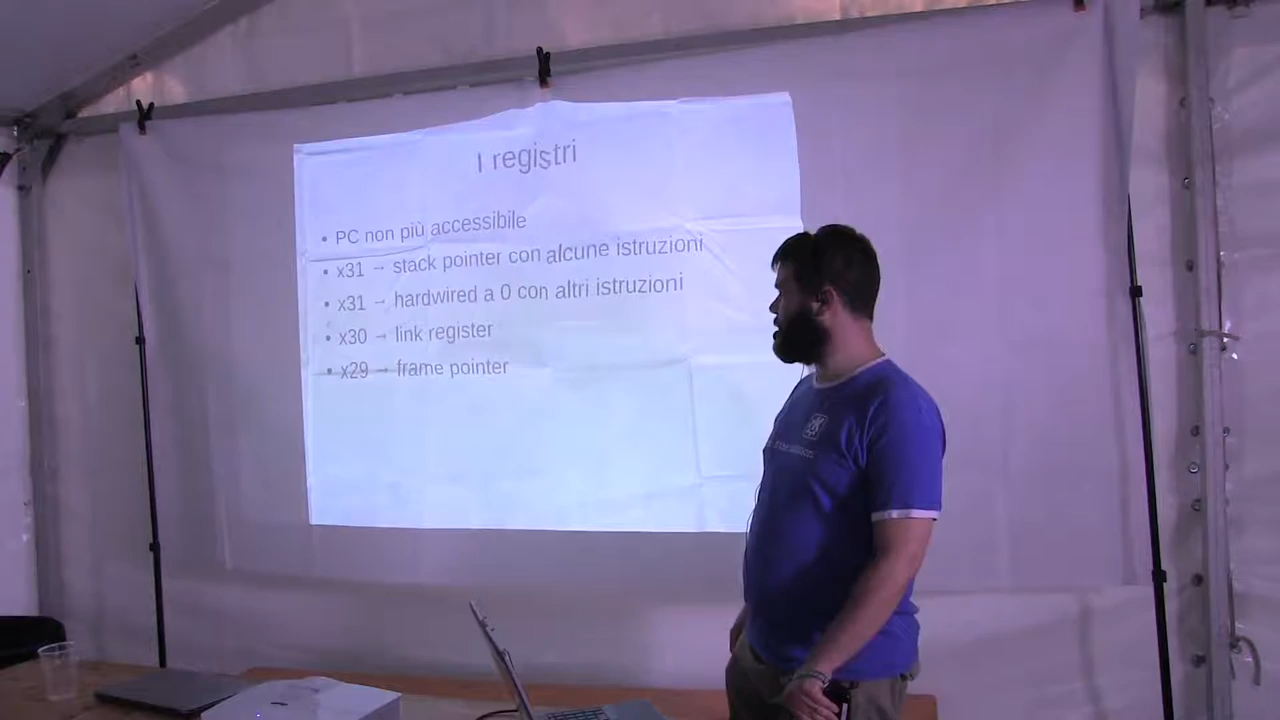 I registri
• PC non più accessibile
• x31 → stack pointer con alcune istruzioni
• x31 → hardwired a 0 con altri istruzioni
• x30 → link register
• x29 → frame pointer